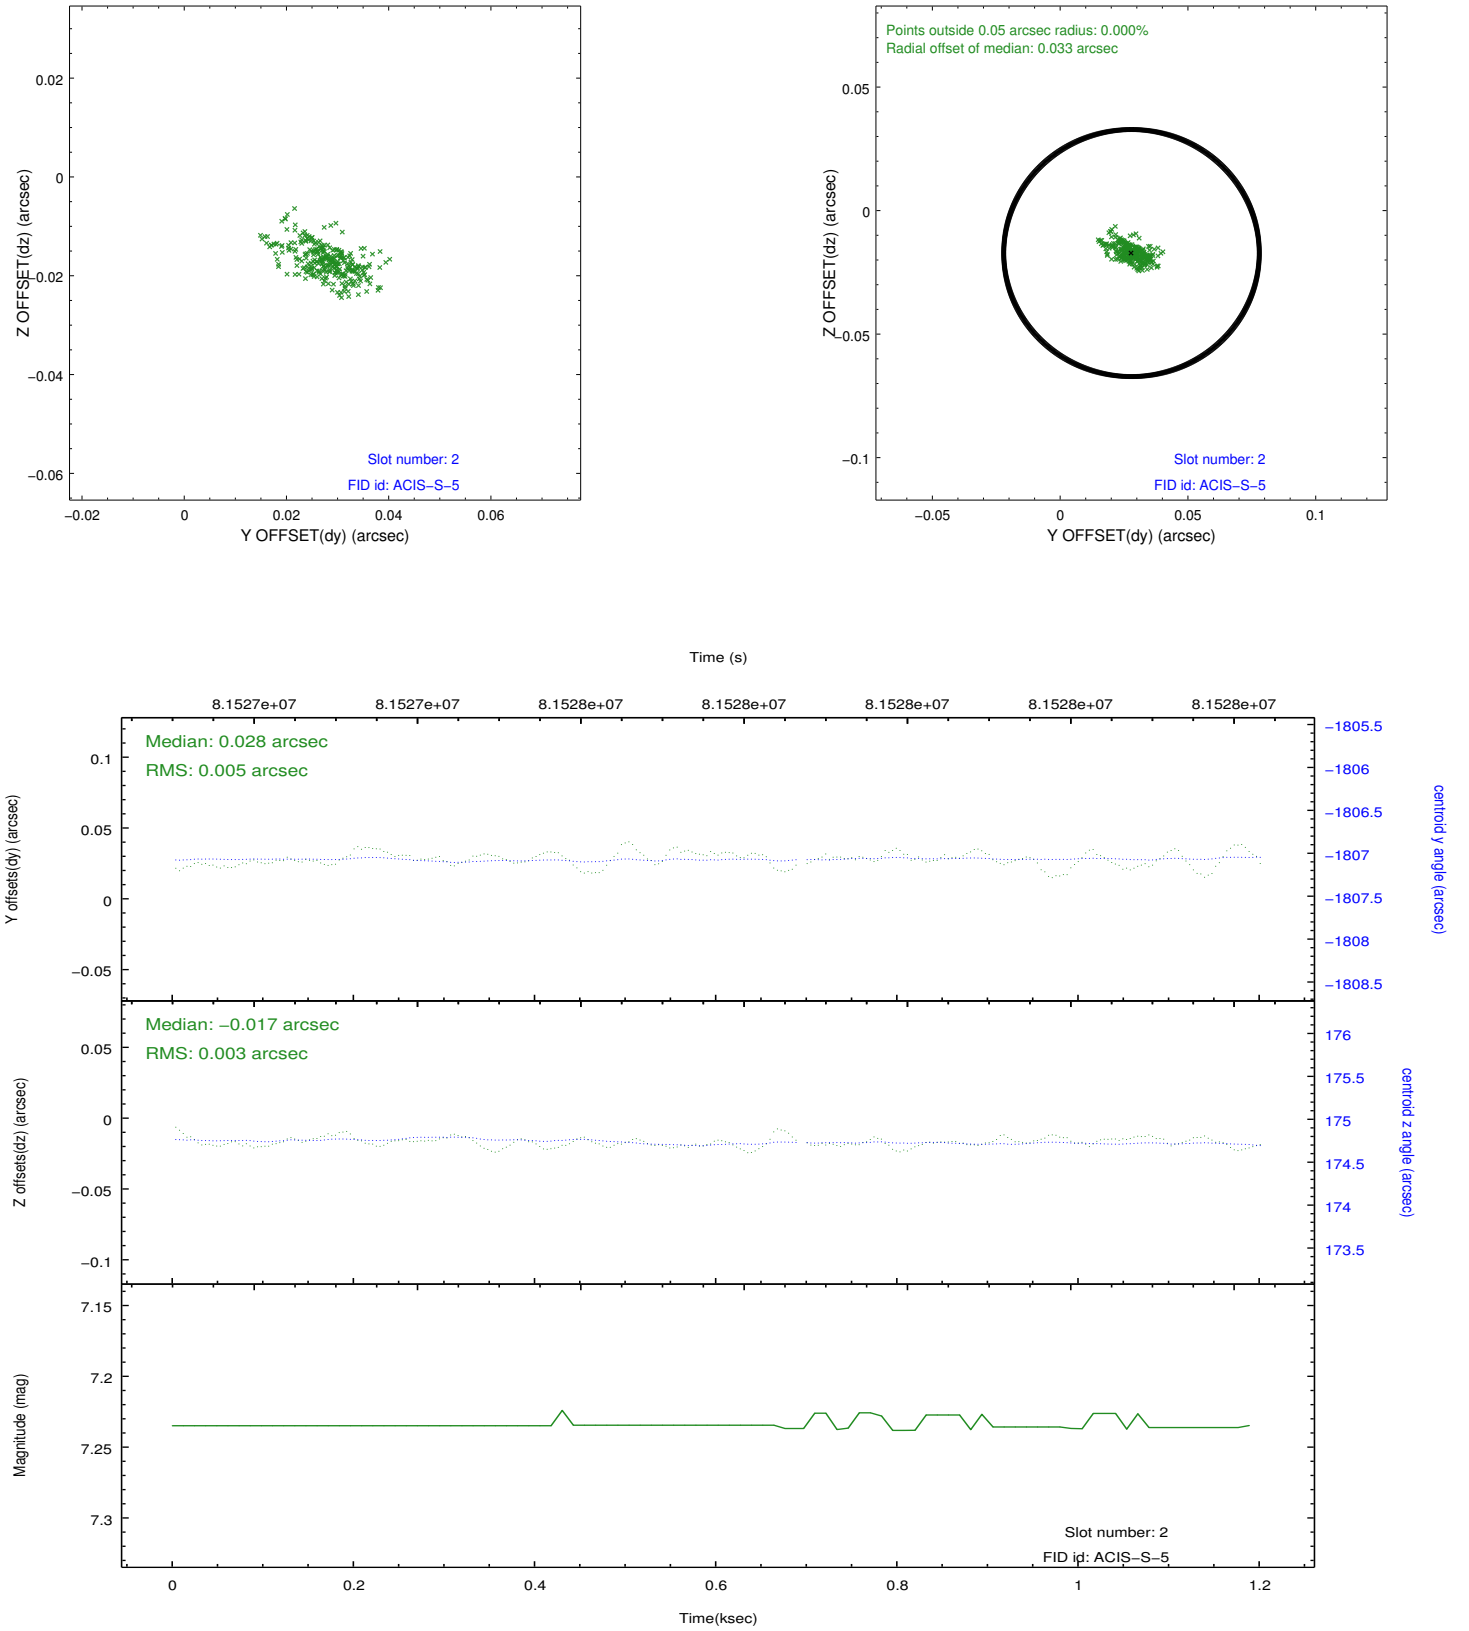 0.02
0
−0.02
−0.04
−0.06
Z OFFSET(dz) (arcsec)
Slot number: 2
FID id: ACIS−S−5
−0.02
0
0.02
0.04
0.06
Y OFFSET(dy) (arcsec)
Points outside 0.05 arcsec radius: 0.000%
Radial offset of median: 0.033 arcsec
0.05
0
−0.05
−0.1
Z OFFSET(dz) (arcsec)
Slot number: 2
FID id: ACIS−S−5
−0.05
0
0.05
0.1
Y OFFSET(dy) (arcsec)
Time (s)
8.1527e+07
8.1527e+07
8.1528e+07
8.1528e+07
8.1528e+07
8.1528e+07
8.1528e+07
Median: 0.028 arcsec
RMS: 0.005 arcsec
0.1
0.05
0
−0.05
Y offsets(dy) (arcsec)
−1805.5
−1806
−1806.5
−1807
−1807.5
−1808
−1808.5
centroid y angle (arcsec)
Median: −0.017 arcsec
RMS: 0.003 arcsec
0.05
0
−0.05
−0.1
Z offsets(dz) (arcsec)
176
175.5
175
174.5
174
173.5
centroid z angle (arcsec)
7.15
7.2
7.25
7.3
Magnitude (mag)
Slot number: 2
FID id: ACIS−S−5
0
0.2
0.4
0.6
0.8
1
1.2
Time(ksec)